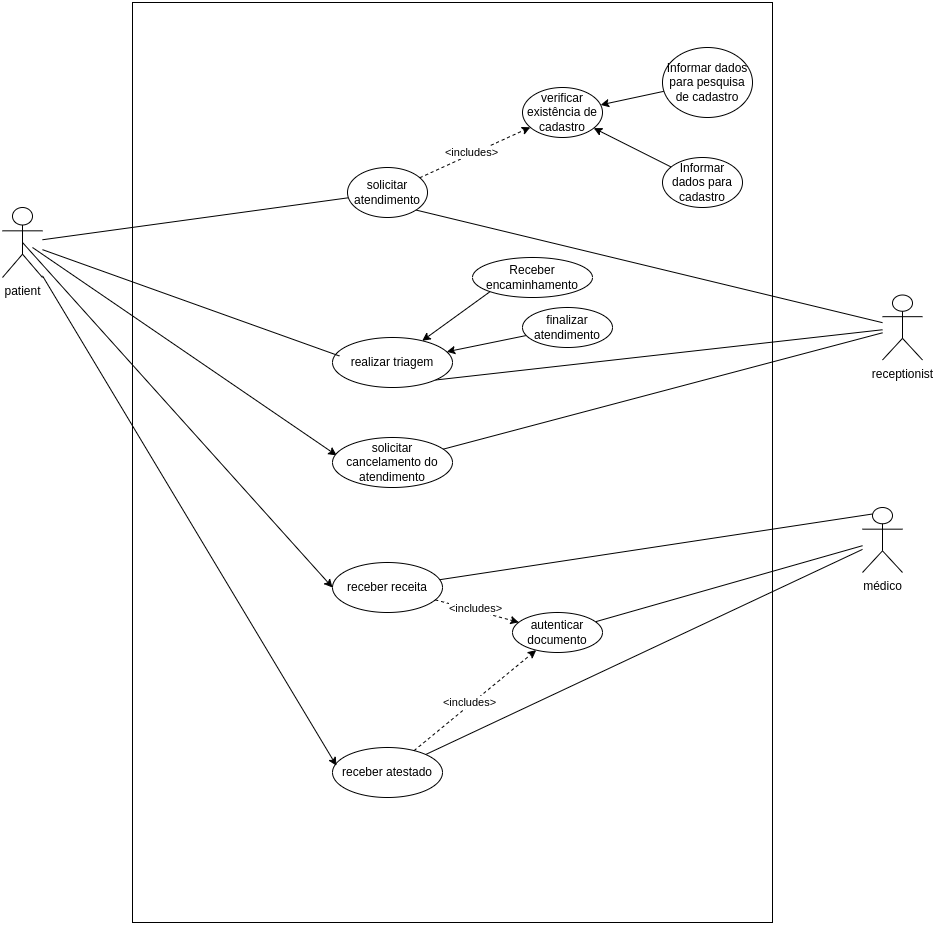 Informar dados
para pesquisa
de cadastro
verificar
existência de
cadastro
<includes>
Informar
dados para
cadastro
solicitar
atendimento
Receber
encaminhamento
patient
finalizar
atendimento
realizar triagem
receptionist
solicitar
cancelamento do
atendimento
receber receita
médico
<includes>
autenticar
documento
<includes>
receber atestado